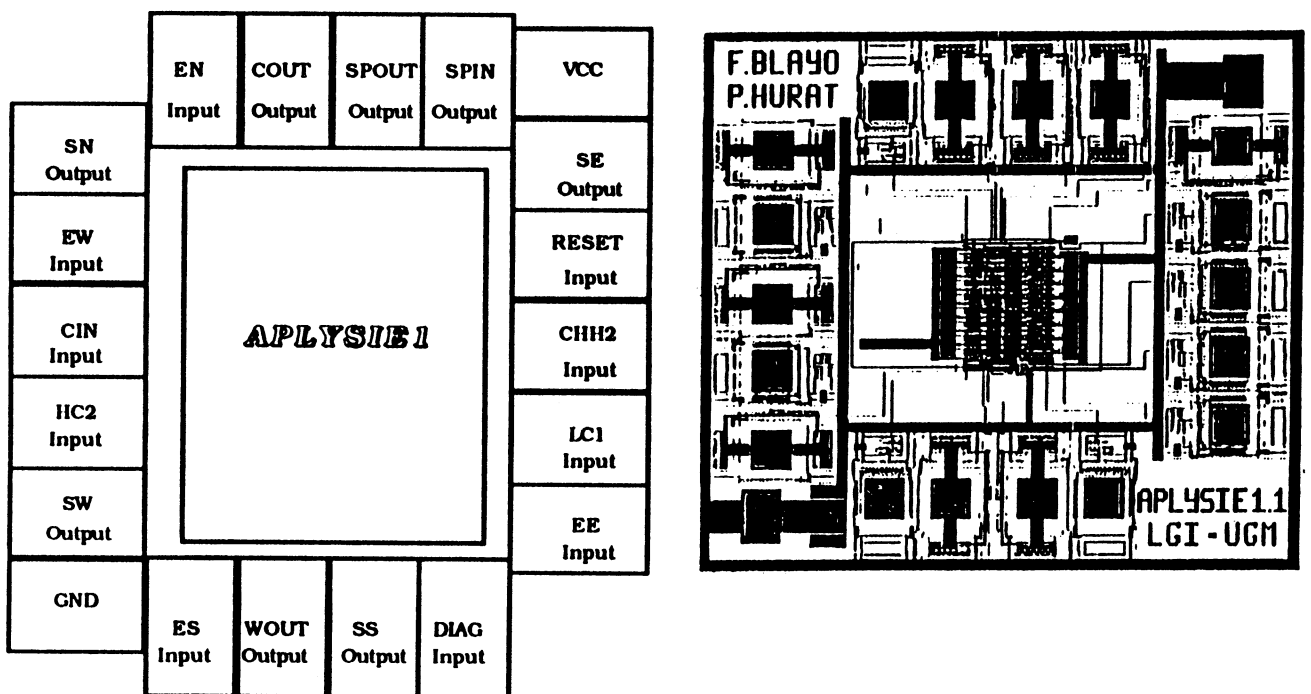 EN
Input
COUT
Output
SPOUT
Output
SPIN
Output
VCC
SN
Output
EW
Input
CIN
Input
HC2
Input
SW
Output
GND
APLYSIE1
SE
Output
RESET
Input
CHH2
Input
LC1
Input
EE
Input
ES
Input
WOUT
Output
SS
Output
DIAG
Input
F.BLAYO
P.HURAT
APLYSIE1.1
LGI-UGM